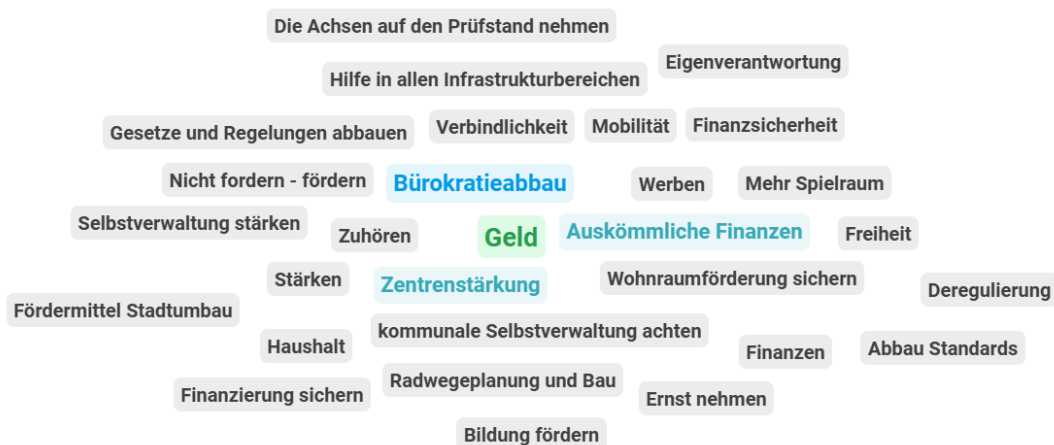 Die Achsen auf den Prüfstand nehmen
Eigenverantwortung
Hilfe in allen Infrastrukturbereichen
Gesetze und Regelungen abbauen
Verbindlichkeit
Mobilität
Finanzsicherheit
Nicht fordern - fördern
Bürokratieabbau
Werben
Mehr Spielraum
Selbstverwaltung stärken
Zuhören
Geld
Auskömmliche Finanzen
Freiheit
Stärken
Zentrenstärkung
Wohnraumförderung sichern
Deregulierung
Fördermittel Stadtumbau
kommunale Selbstverwaltung achten
Haushalt
Finanzen
Abbau Standards
Finanzierung sichern
Radwegeplanung und Bau
Ernst nehmen
Bildung fördern